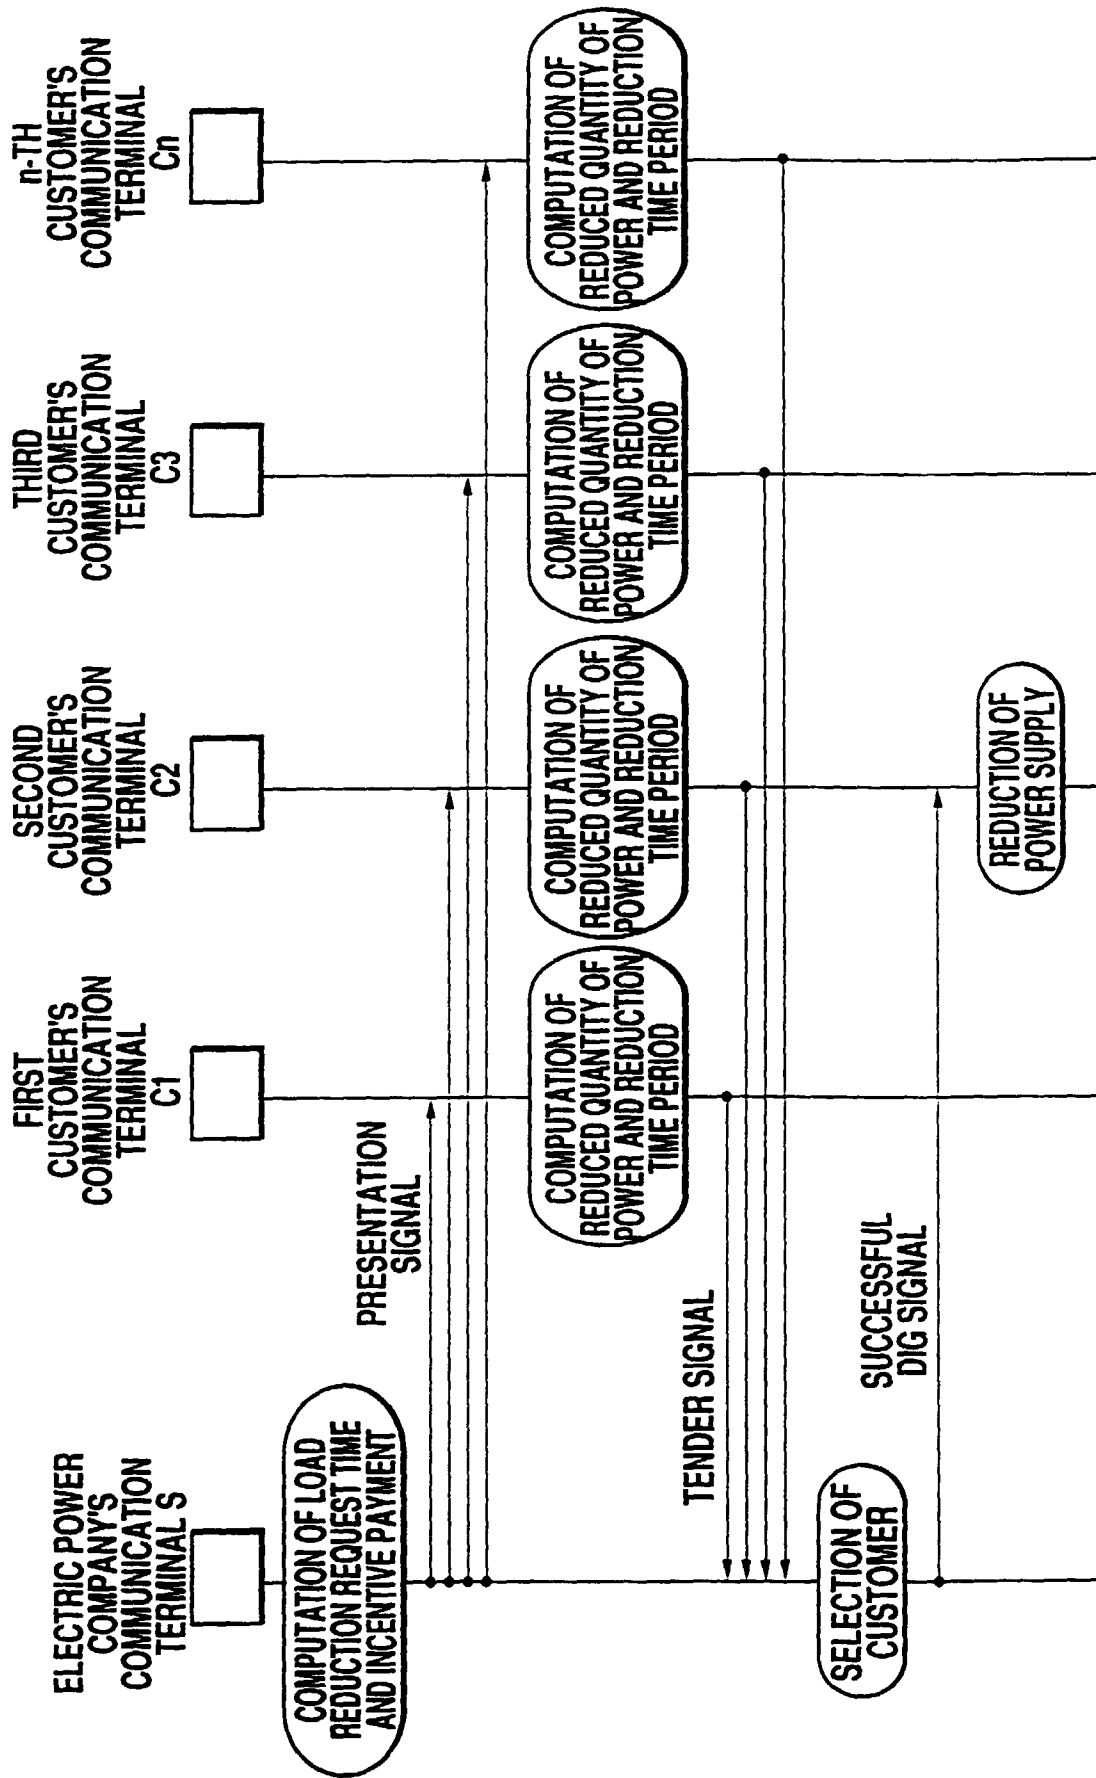 ELECTRIC POWER
COMPANY'S
COMMUNICATION
TERMINAL S
FIRST
CUSTOMER'S
COMMUNICATION
TERMINAL
C1
SECOND
CUSTOMER'S
COMMUNICATION
TERMINAL
C2
THIRD
CUSTOMER'S
COMMUNICATION
TERMINAL
C3
n-TH
CUSTOMER'S
COMMUNICATION
TERMINAL
Cn
COMPUTATION OF LOAD
REDUCTION REQUEST TIME
AND INCENTIVE PAYMENT
PRESENTATION
SIGNAL
COMPUTATION OF
REDUCED QUANTITY OF
POWER AND REDUCTION
TIME PERIOD
COMPUTATION OF
REDUCED QUANTITY OF
POWER AND REDUCTION
TIME PERIOD
COMPUTATION OF
REDUCED QUANTITY OF
POWER AND REDUCTION
TIME PERIOD
COMPUTATION OF
REDUCED QUANTITY OF
POWER AND REDUCTION
TIME PERIOD
TENDER SIGNAL
SELECTION OF
CUSTOMER
SUCCESSFUL
DIG SIGNAL
REDUCTION OF
POWER SUPPLY